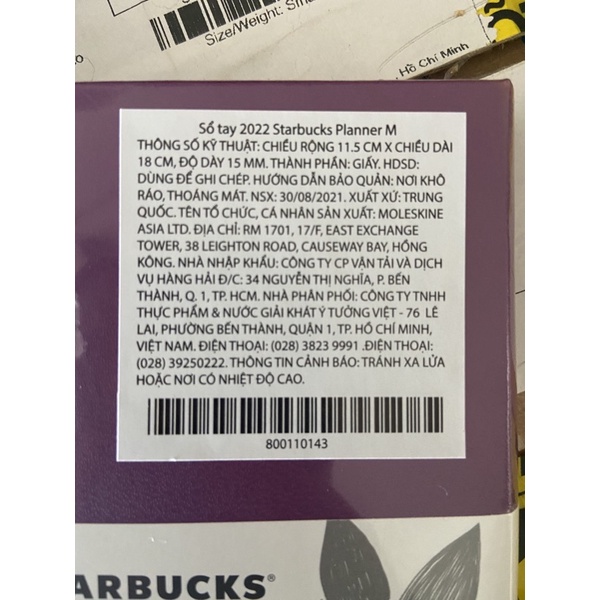 Size/Weight:
. Hồ Chí Minh
Sổ tay 2022 Starbucks Planner M
THÔNG SỐ KỸ THUẬT: CHIỀU RỘNG 11.5 CM X CHIỀU DÀI
18 CM, ĐỘ DÀY 15 MM. THÀNH PHẦN: GIẤY. HDSD:
DÙNG ĐỂ GHI CHÉP. HƯỚNG DẪN BẢO QUẢN: NƠI KHÔ
RÁO, THOÁNG MÁT. NSX: 30/08/2021. XUẤT XỨ: TRUNG
QUỐC. TÊN TỔ CHỨC, CÁ NHÂN SẢN XUẤT: MOLESKINE
ASIA LTD. ĐỊA CHỈ: RM 1701, 17/F, EAST EXCHANGE
TOWER, 38 LEIGHTON ROAD, CAUSEWAY BAY, HỒNG
KÔNG. NHÀ NHẬP KHẨU: CÔNG TY CP VẬN TẢI VÀ DỊCH
VỤ HÀNG HẢI Đ/C: 34 NGUYỄN THỊ NGHĨA, P. BẾN
THÀNH, Q. 1, TP. HCM. NHÀ PHÂN PHỐI: CÔNG TY TNHH
THỰC PHẨM & NƯỚC GIẢI KHÁT Ý TƯỞNG VIỆT - 76 LÊ
LAI, PHƯỜNG BẾN THÀNH, QUẬN 1, TP. HỒ CHÍ MINH,
VIỆT NAM. ĐIỆN THOẠI: (028) 3823 9991 .ĐIỆN THOẠI:
(028) 39250222. THÔNG TIN CẢNH BÁO: TRÁNH XA LỬA
HOẶC NƠI CÓ NHIỆT ĐỘ CAO.
800110143
ARBUCKS®